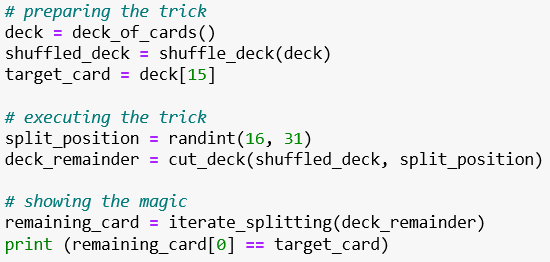 # preparing the trick
deck = deck_of_cards()
shuffled_deck = shuffle_deck(deck)
target_card = deck[15]
# executing the trick
split_position = randint(16, 31)
deck_remainder = cut_deck(shuffled_deck, split_position)
# showing the magic
remaining_card = iterate_splitting(deck_remainder)
print (remaining_card[0] == target_card)